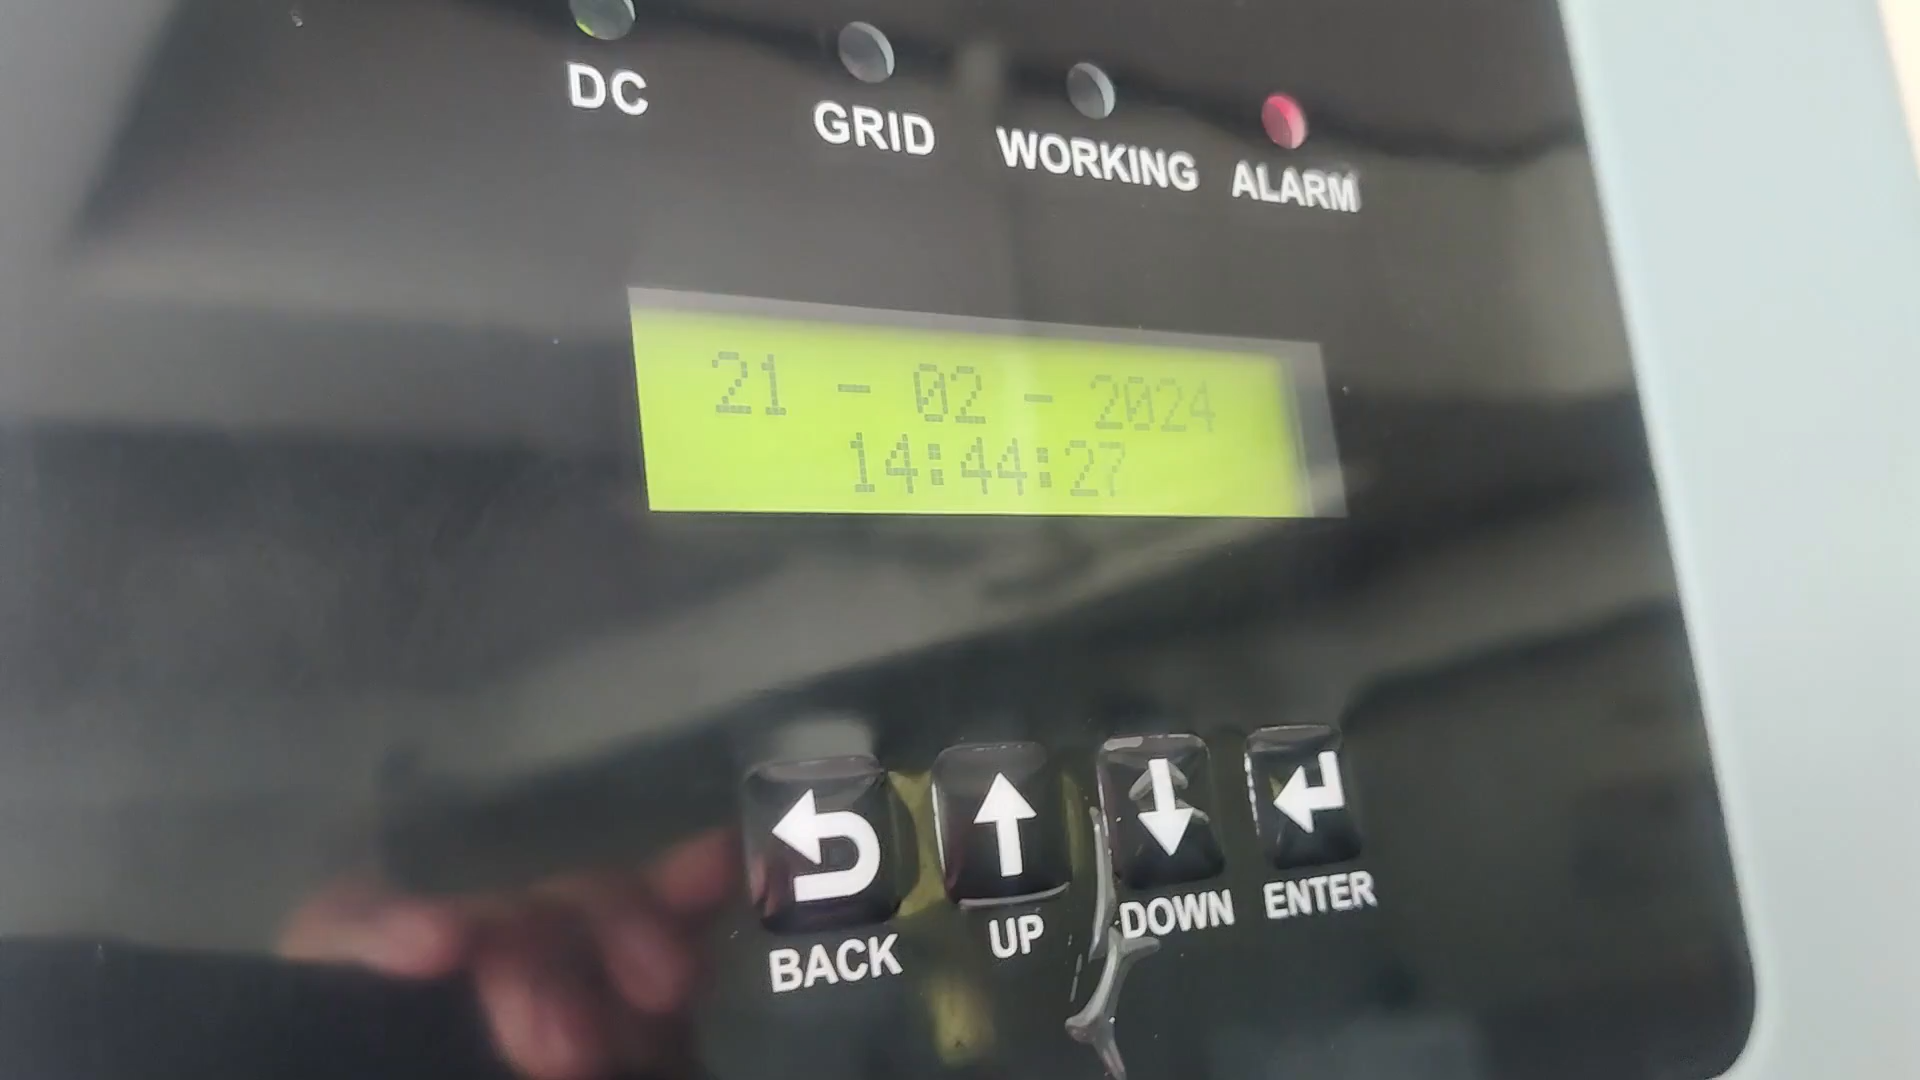 DC
GRID
WORKING
ALARM
21 - 02 - 2024
14:44:27
BACK
UP
DOWN
ENTER